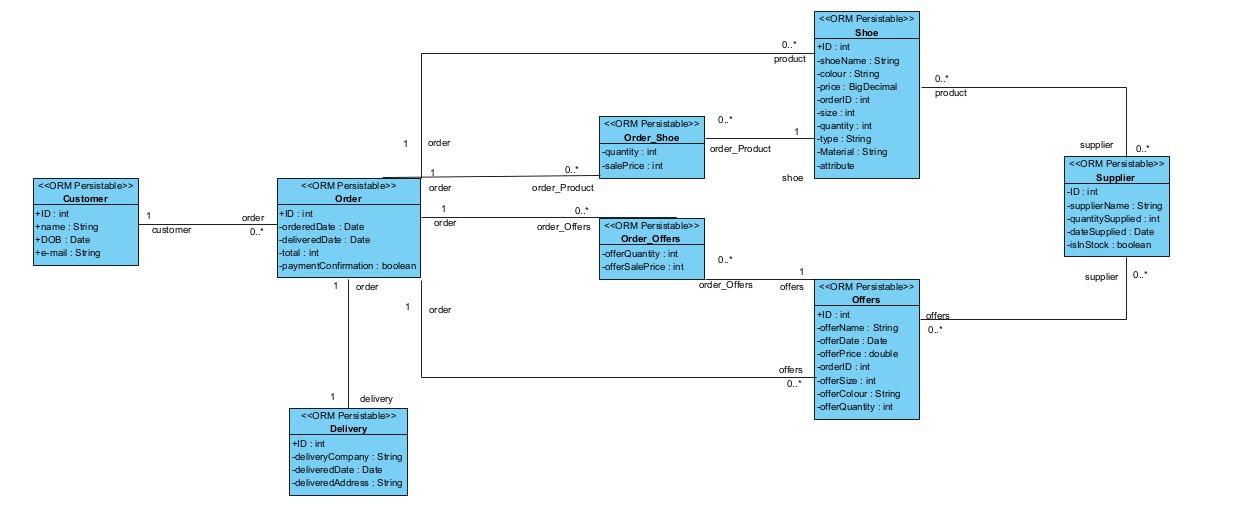 <<ORM Persistable>>
Shoe
+ID : int
-shoeName : String
-colour : String
-price : BigDecimal
-orderID : int
-size : int
-quantity : int
-type : String
-Material : String
-attribute
0..*
product
0..*
product
<<ORM Persistable>>
Order_Shoe
-quantity : int
-salePrice : int
0..*
order_Product
1
shoe
1
order
supplier
0..*
<<ORM Persistable>>
Supplier
-ID : int
-supplierName : String
-quantitySupplied : int
-dateSupplied : Date
-isInStock : boolean
supplier
0..*
<<ORM Persistable>>
Customer
+ID : int
+name : String
+DOB : Date
+e-mail : String
1
customer
order
0..*
<<ORM Persistable>>
Order
+ID : int
-orderedDate : Date
-deliveredDate : Date
-total : int
-paymentConfirmation : boolean
1
order
0..*
order_Product
1
order
0..*
order_Offers
<<ORM Persistable>>
Order_Offers
-offerQuantity : int
-offerSalePrice : int
0..*
order_Offers
1
offers
<<ORM Persistable>>
Offers
+ID : int
-offerName : String
-offerDate : Date
-offerPrice : double
-orderID : int
-offerSize : int
-offerColour : String
-offerQuantity : int
offers
0..*
1
order
1
order
offers
0..*
1
delivery
<<ORM Persistable>>
Delivery
+ID : int
-deliveryCompany : String
-deliveredDate : Date
-deliveredAddress : String